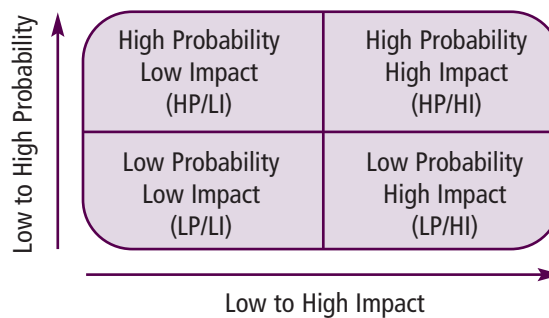 Low to High Probability
High Probability
Low Impact
(HP/LI)
High Probability
High Impact
(HP/HI)
Low Probability
Low Impact
(LP/LI)
Low Probability
High Impact
(LP/HI)
Low to High Impact